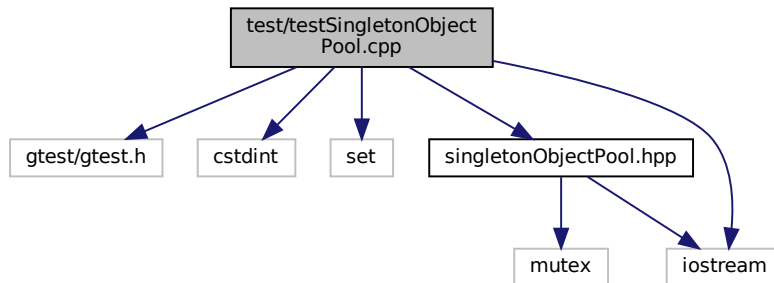 test/testSingletonObject
Pool.cpp
gtest/gtest.h
cstdint
set
singletonObjectPool.hpp
mutex
iostream